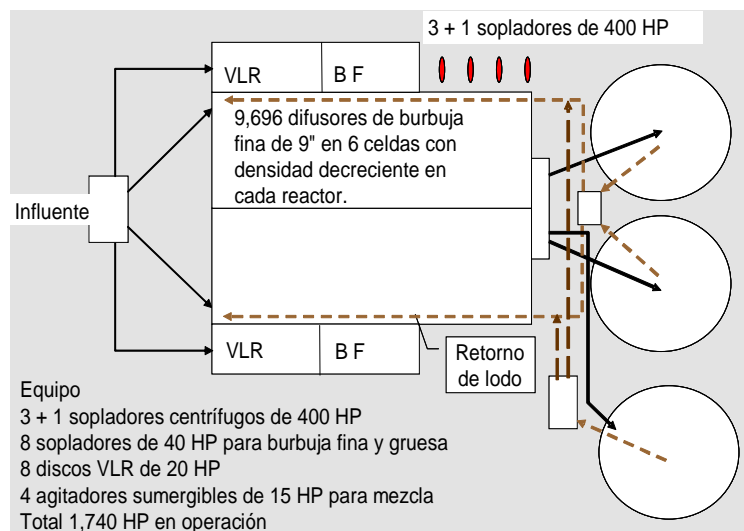 3 + 1 sopladores de 400 HP
VLR
B F
9,696 difusores de burbuja
fina de 9" en 6 celdas con
densidad decreciente en
cada reactor.
Influente
VLR
B F
Retorno
de lodo
Equipo
3 + 1 sopladores centrífugos de 400 HP
8 sopladores de 40 HP para burbuja fina y gruesa
8 discos VLR de 20 HP
4 agitadores sumergibles de 15 HP para mezcla
Total 1,740 HP en operación